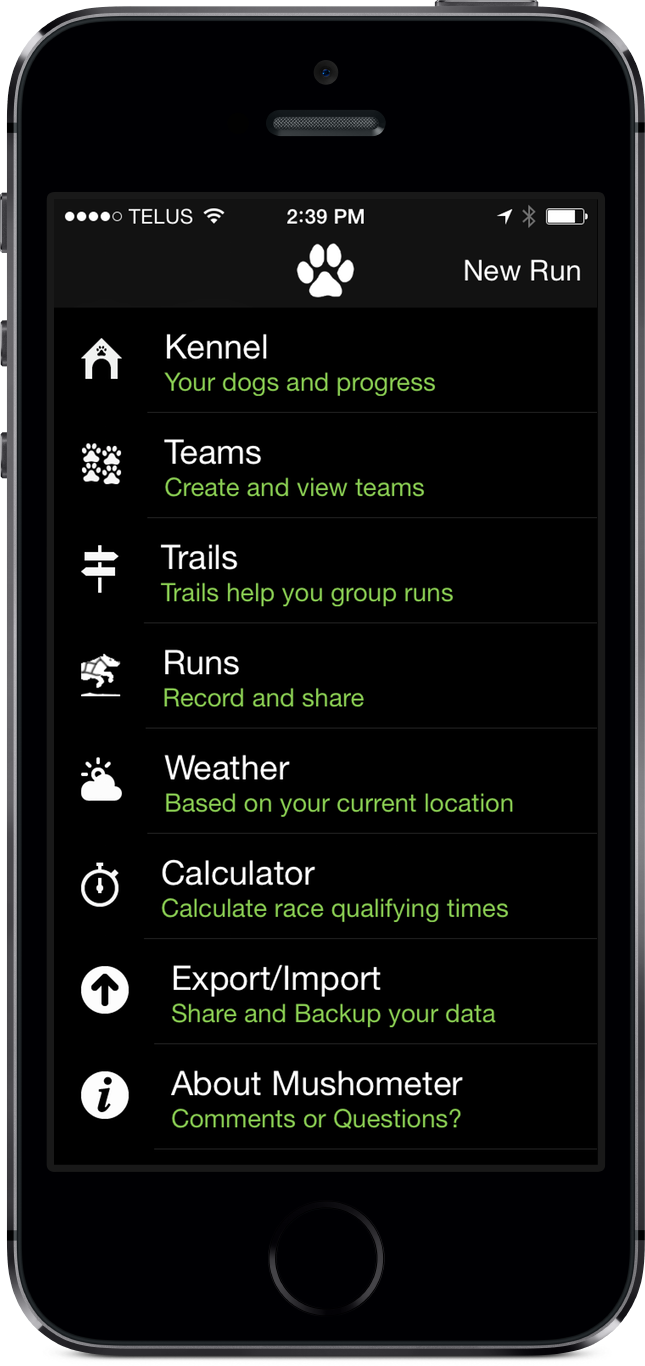 TELUS 2:39 PM
New Run
Kennel
Your dogs and progress
Teams
Create and view teams
Trails
Trails help you group runs
Runs
Record and share
Weather
Based on your current location
Calculator
Calculate race qualifying times
Export/Import
Share and Backup your data
About Mushometer
Comments or Questions?